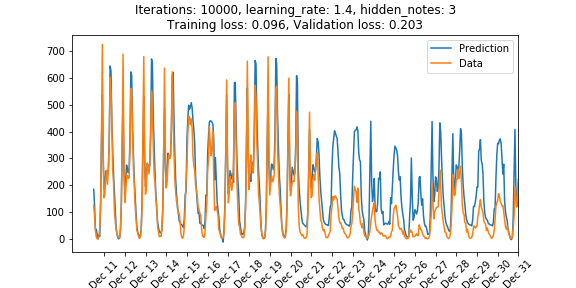 Iterations: 10000, learning_rate: 1.4, hidden_notes: 3
Training loss: 0.096, Validation loss: 0.203
700
600
500
400
300
200
100
0
Prediction
Data
Dec 11
Dec 12
Dec 13
Dec 14
Dec 15
Dec 16
Dec 17
Dec 18
Dec 19
Dec 20
Dec 21
Dec 22
Dec 23
Dec 24
Dec 25
Dec 26
Dec 27
Dec 28
Dec 29
Dec 30
Dec 31